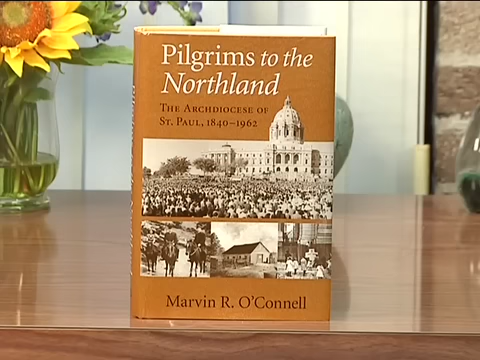 Pilgrims to the
Northland
THE ARCHDIOCESE OF
ST. PAUL, 1840–1962
Marvin R. O'Connell